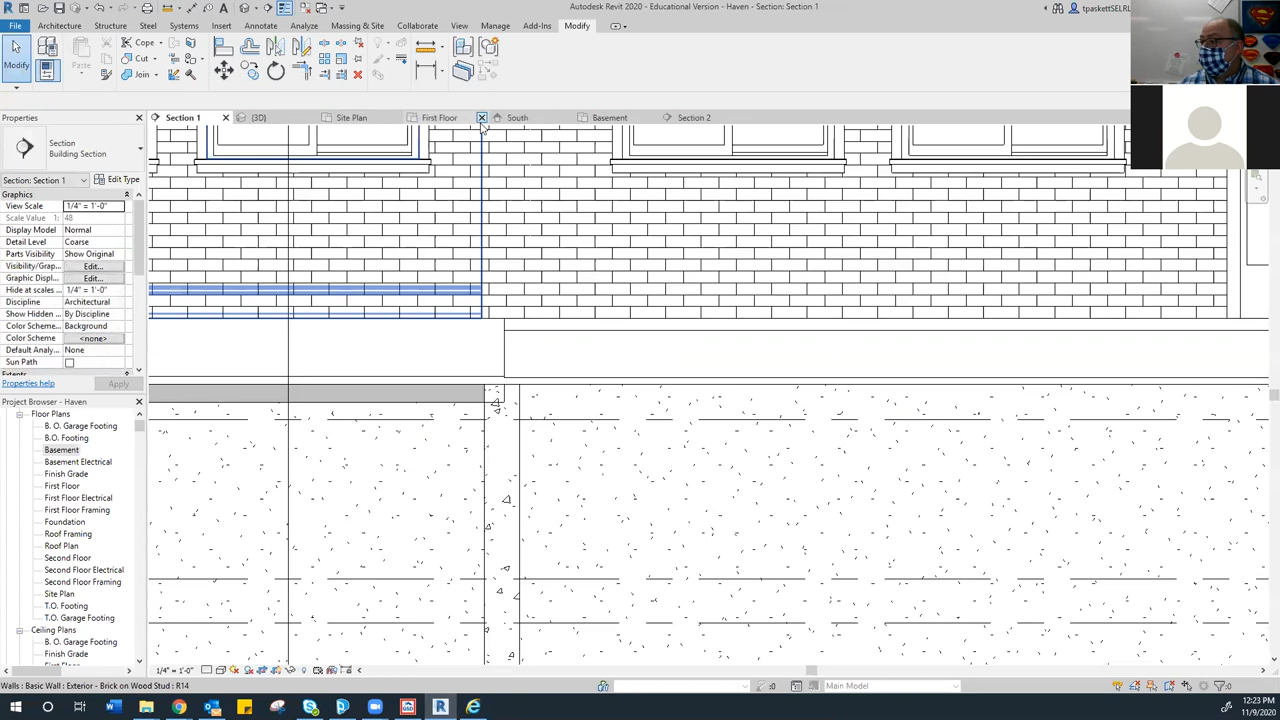 Autodesk Revit 2020 - Educational Version - Haven - Section: Section 1
tpaskettSELRL
File Architecture Structure Steel Systems Insert Annotate Analyze Massing & Site Collaborate View Manage Add-Ins Modify
Modify
Paste
Cope
Cut
Join
Properties
Section 1 {3D} Site Plan First Floor South Basement Section 2
Section
Building Section
Section: Section 1 Edit Type
Graphics
View Scale 1/4" = 1'-0"
Scale Value 1: 48
Display Model Normal
Detail Level Coarse
Parts Visibility Show Original
Visibility/Grap... Edit...
Graphic Displ... Edit...
Hide at scales ... 1/4" = 1'-0"
Discipline Architectural
Show Hidden ... By Discipline
Color Scheme... Background
Color Scheme <none>
Default Analy... None
Sun Path
Extents
Properties help Apply
Project Browser - Haven
Floor Plans
B. O. Garage Footing
B.O. Footing
Basement
Basement Electrical
Finish Grade
First Floor
First Floor Electrical
First Floor Framing
Foundation
Roof Framing
Roof Plan
Second Floor
Second Floor Electrical
Second Floor Framing
Site Plan
T.O. Footing
T.O. Garage Footing
Ceiling Plans
B. O. Garage Footing
Finish Grade
1/4" = 1'-0"
Walls : Basic Wall : Exterior - Brick on Wood Stud : R14
:0
Main Model
:0
12:23 PM
11/9/2020